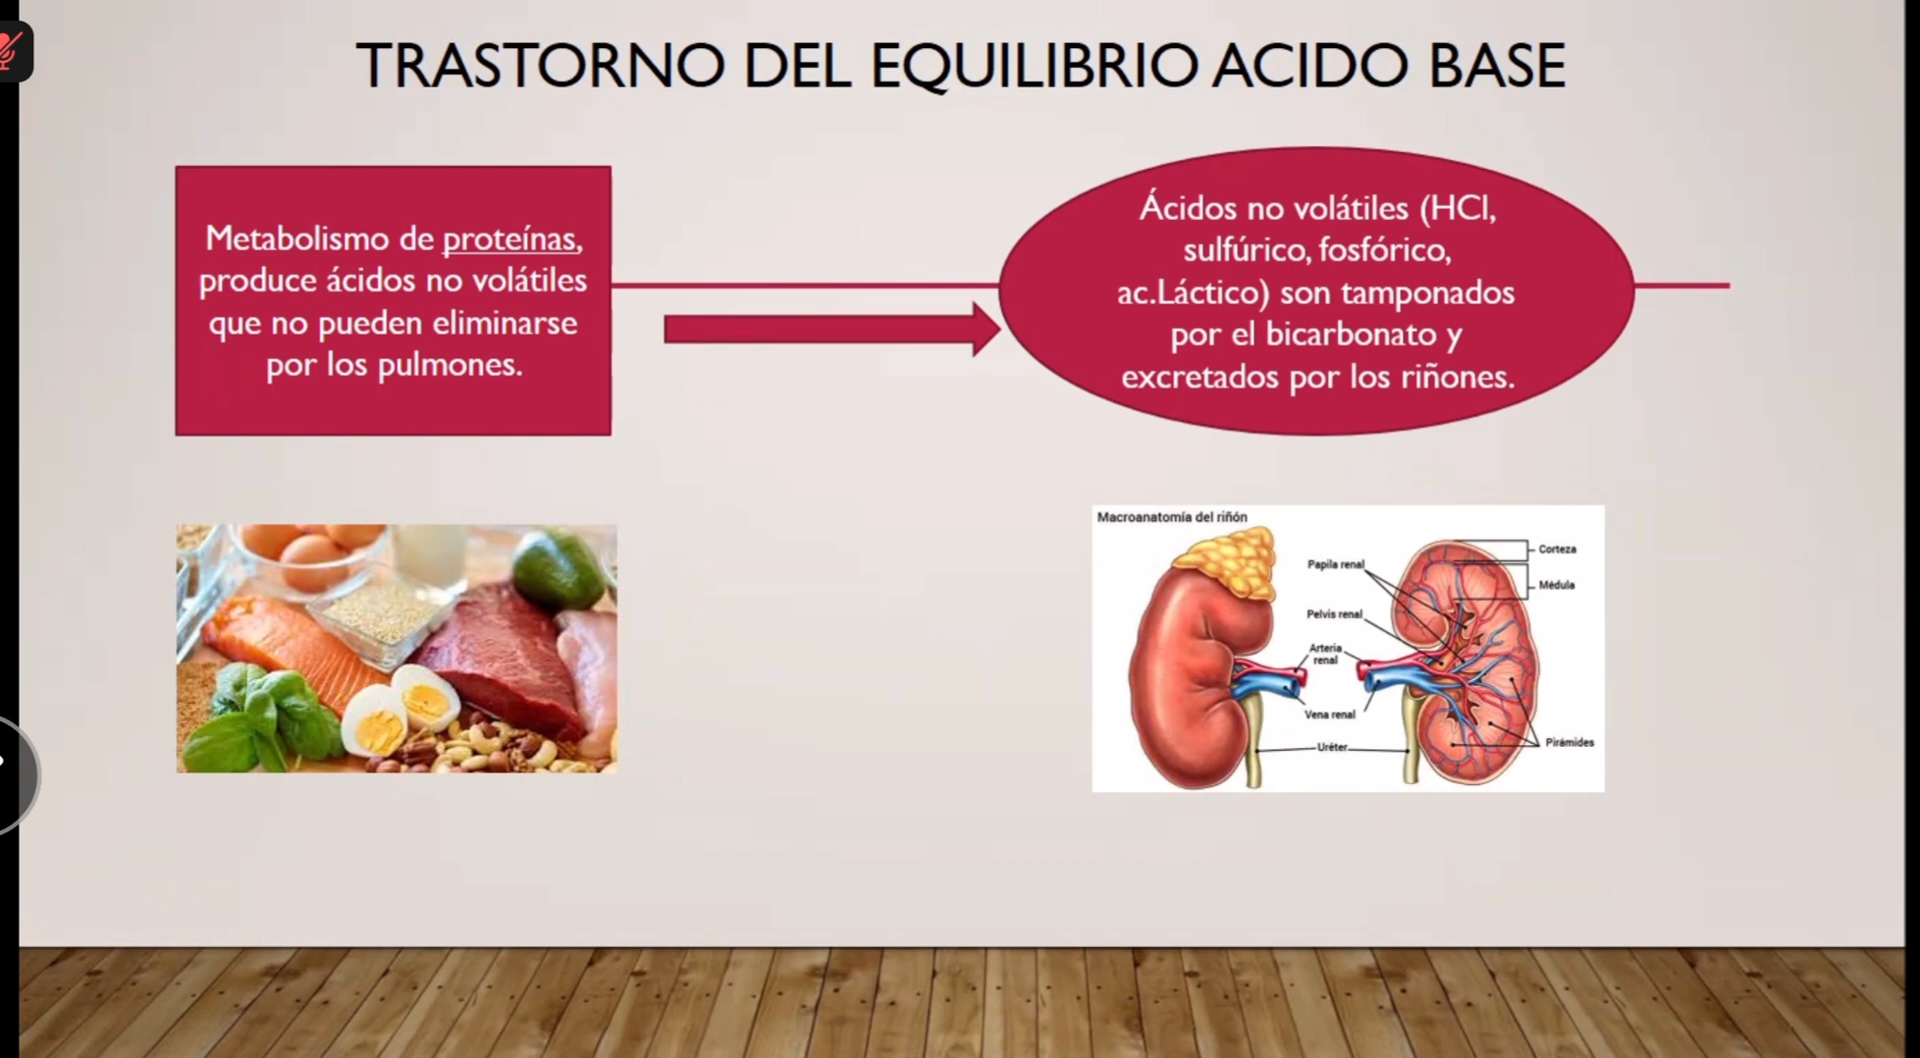 TRASTORNO DEL EQUILIBRIO ACIDO BASE
Metabolismo de proteínas,
produce ácidos no volátiles
que no pueden eliminarse
por los pulmones.
Ácidos no volátiles (HCl,
sulfúrico, fosfórico,
ac.Láctico) son tamponados
por el bicarbonato y
excretados por los riñones.
Macroanatomía del riñón
Corteza
Papila renal
Médula
Pelvis renal
Arteria
renal
Vena renal
Uréter
Pirámides